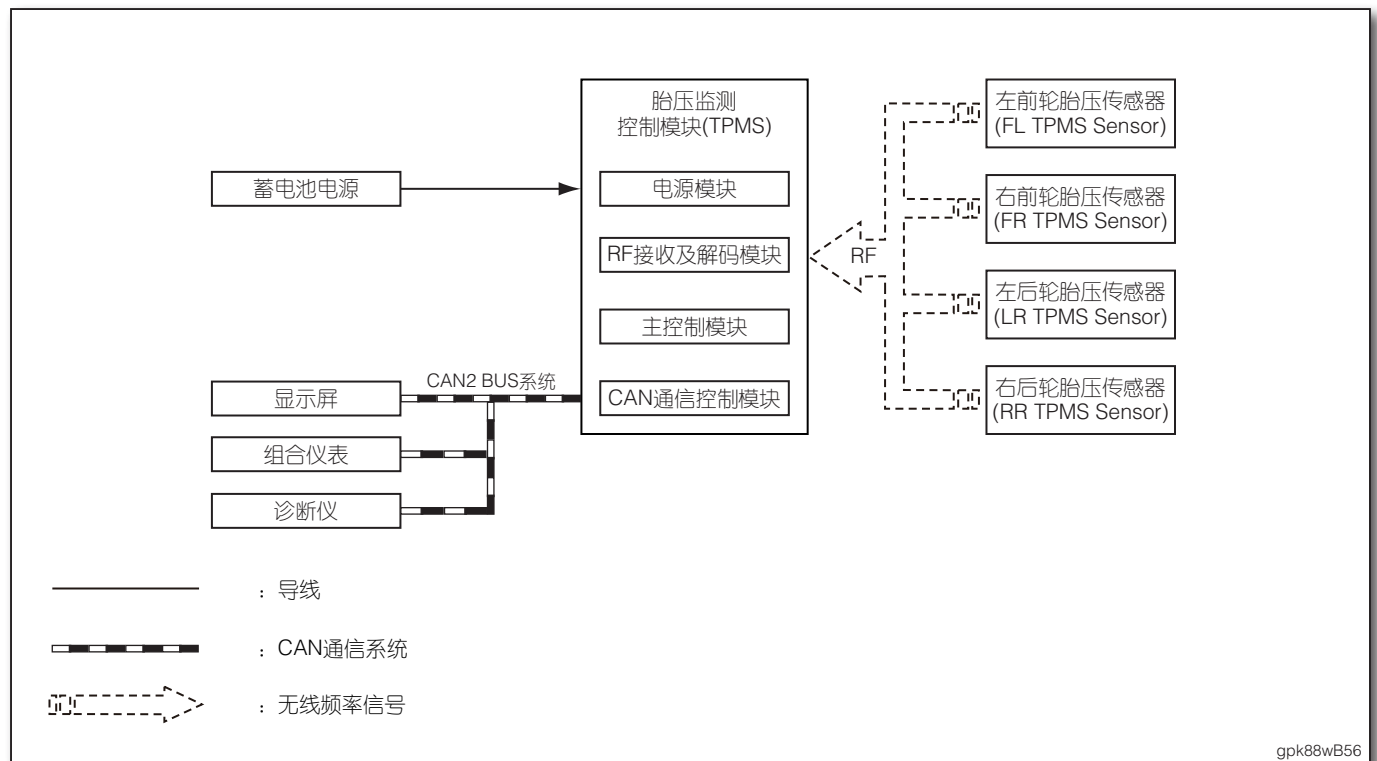 胎压监测
控制模块(TPMS)
蓄电池电源
电源模块
RF接收及解码模块
主控制模块
CAN通信控制模块
CAN2 BUS系统
显示屏
组合仪表
诊断仪
RF
左前轮胎压传感器
(FL TPMS Sensor)
右前轮胎压传感器
(FR TPMS Sensor)
左后轮胎压传感器
(LR TPMS Sensor)
右后轮胎压传感器
(RR TPMS Sensor)
：导线
：CAN通信系统
：无线频率信号
gpk88wB56